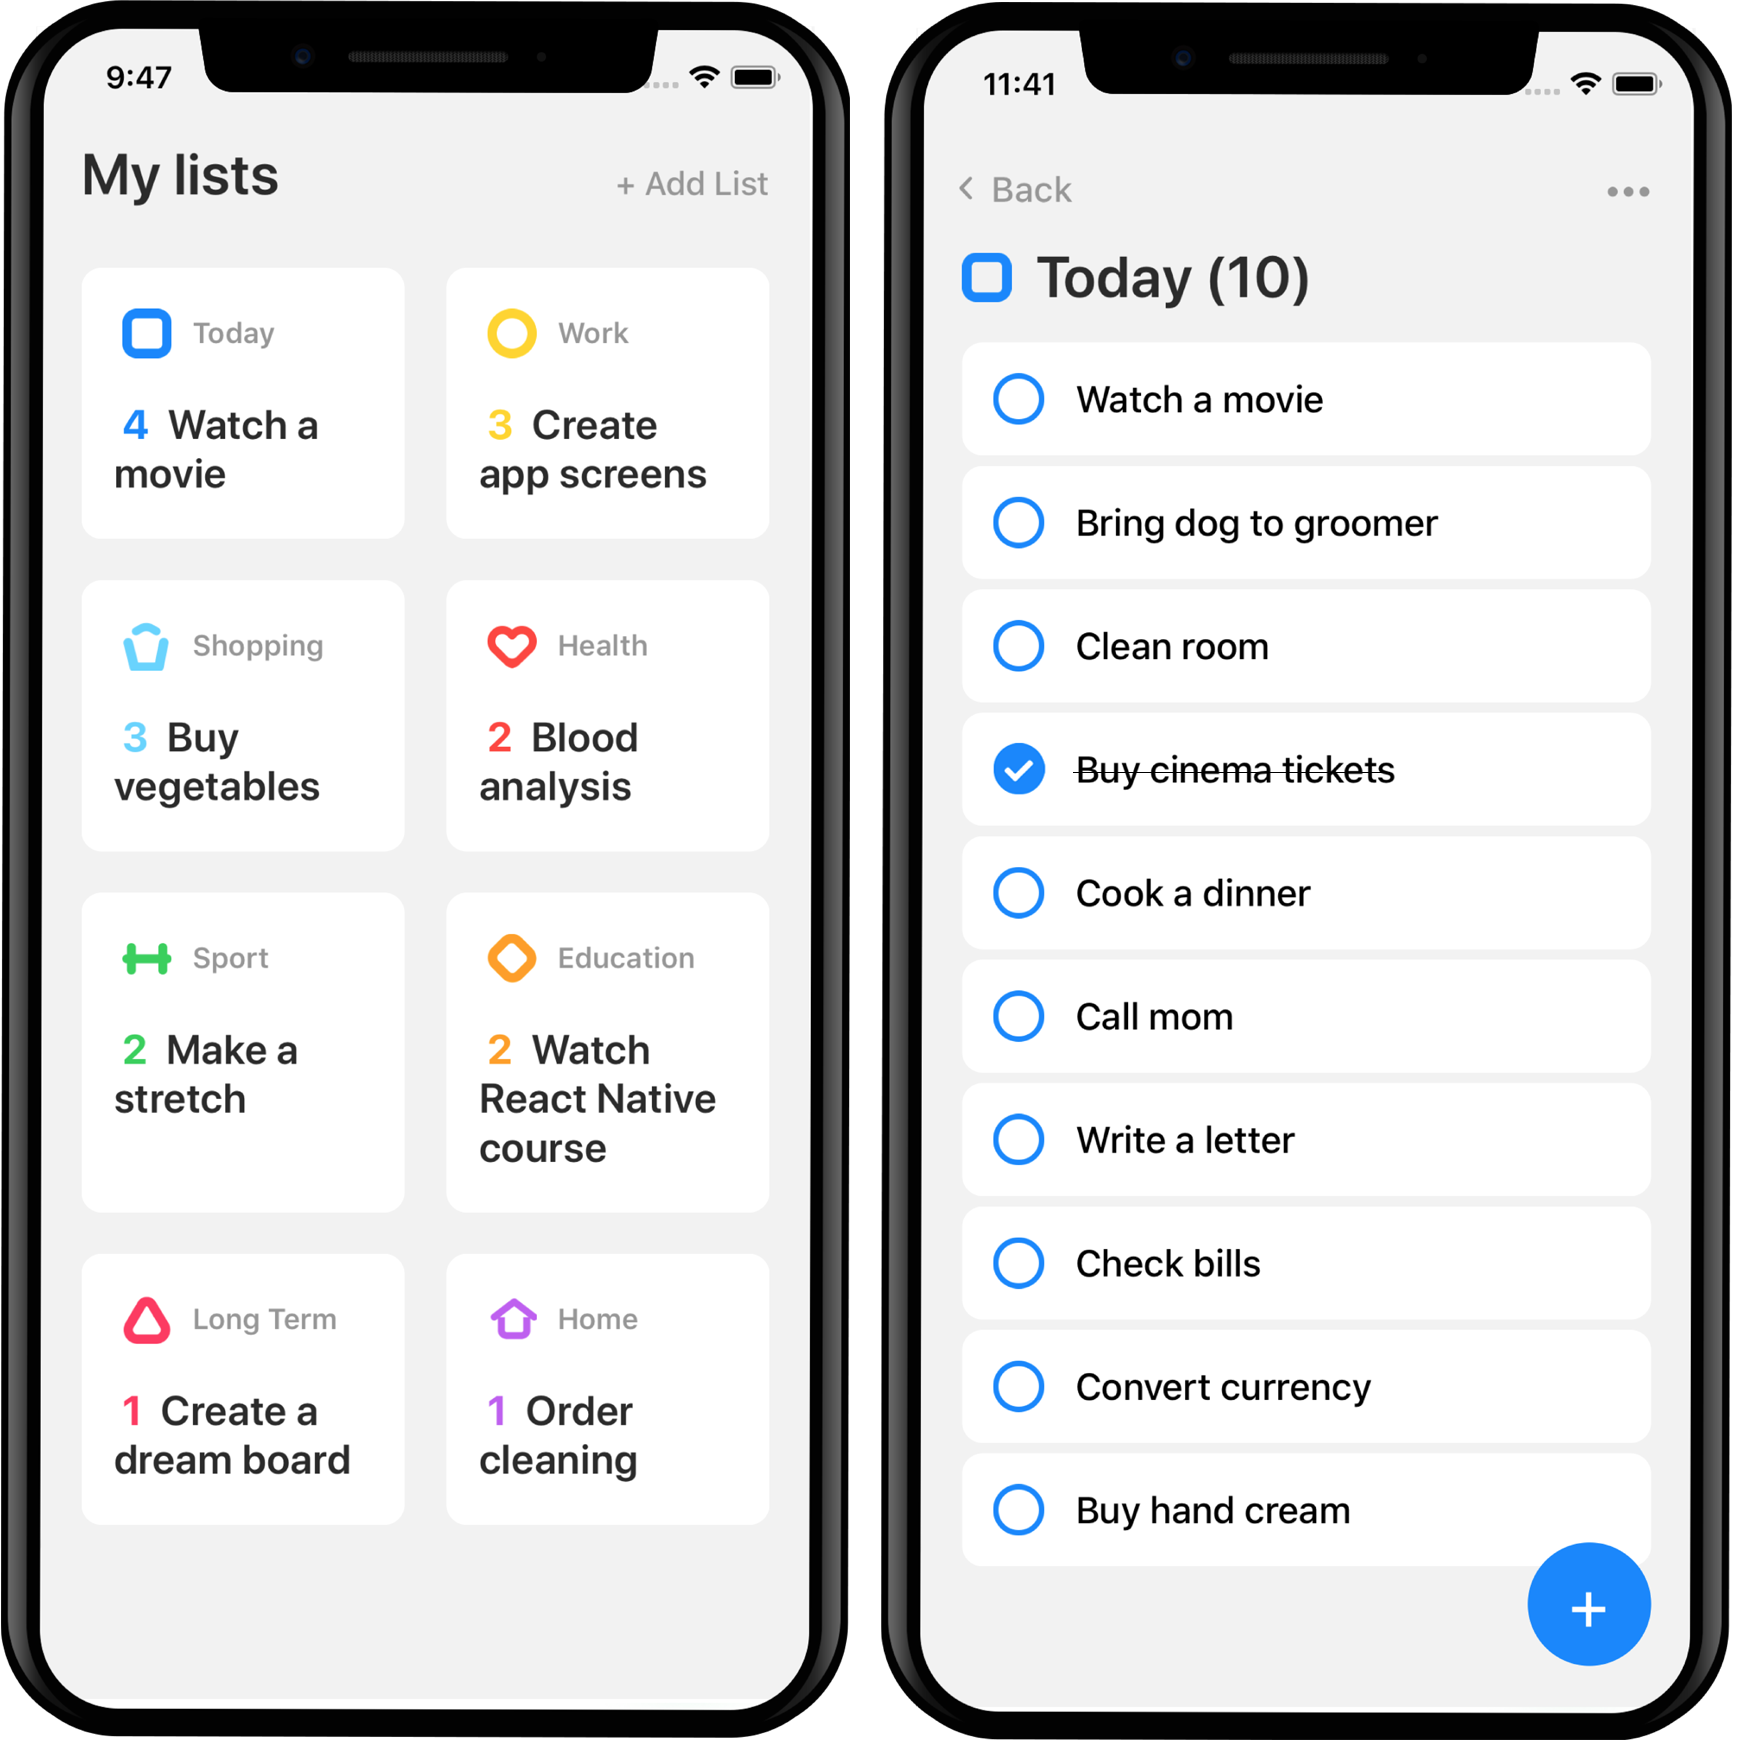 9:47
My lists
+ Add List
Today
4 Watch a
movie
Work
3 Create
app screens
Shopping
3 Buy
vegetables
Health
2 Blood
analysis
Sport
2 Make a
stretch
Education
2 Watch
React Native
course
Long Term
1 Create a
dream board
Home
1 Order
cleaning
11:41
Back
Today (10)
Watch a movie
Bring dog to groomer
Clean room
Buy cinema tickets
Cook a dinner
Call mom
Write a letter
Check bills
Convert currency
Buy hand cream
+